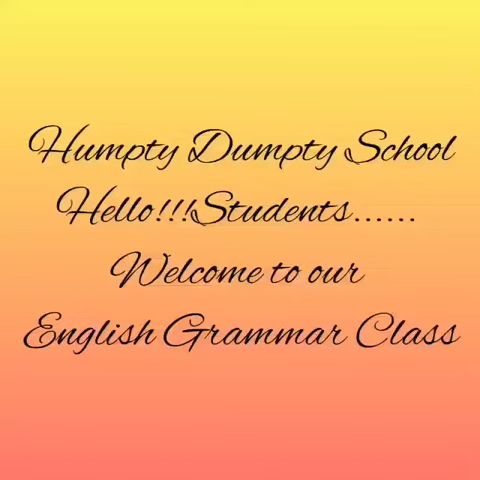 Humpty Dumpty School
Hello!!!Students......
Welcome to our
English Grammar Class